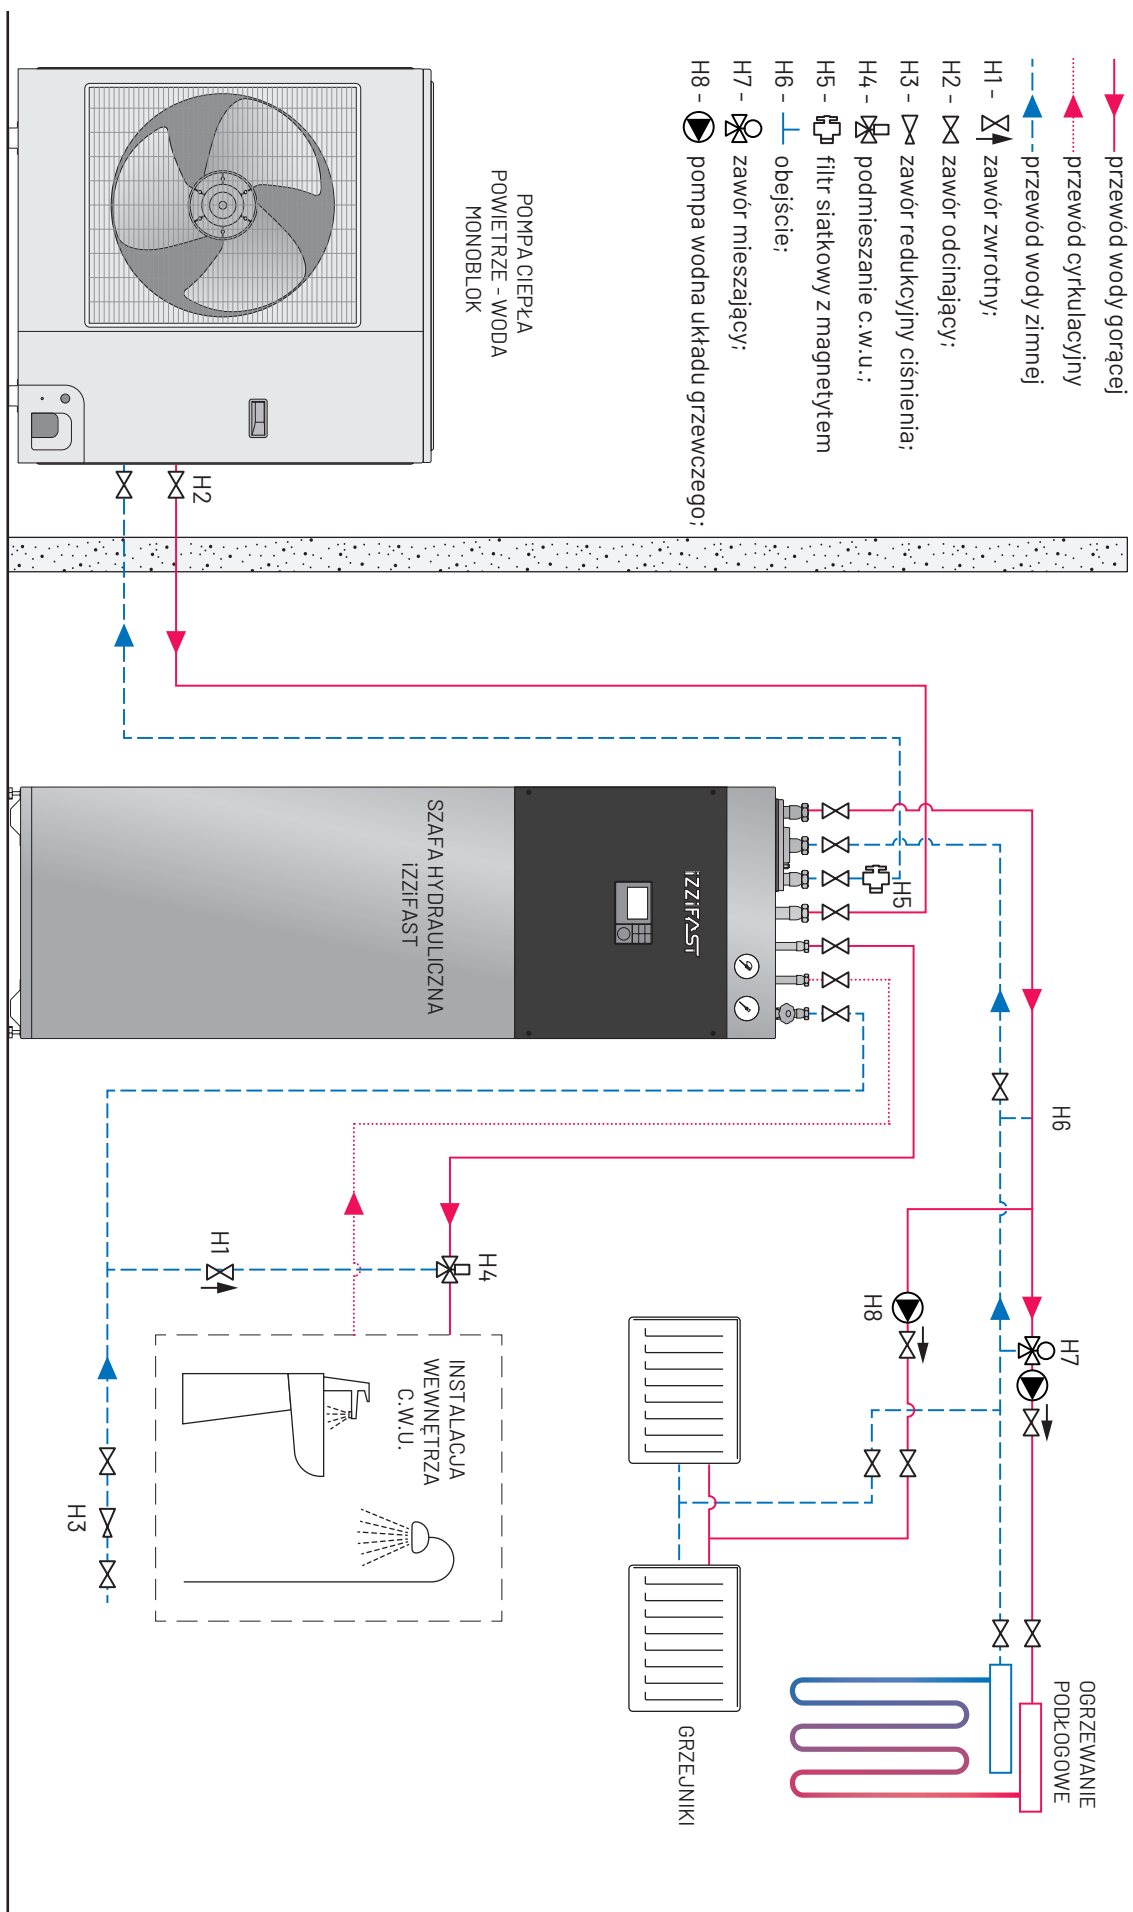 przewód wody gorącej
przewód cyrkulacyjny
przewód wody zimnej
H1 - zawór zwrotny;
H2 - zawór odcinający;
H3 - zawór redukcyjny ciśnienia;
H4 - podmieszanie c.w.u.;
H5 - filtr siatkowy z magnetytem
H6 - obejście;
H7 - zawór mieszający;
H8 - pompa wodna układu grzewczego;
POMPA CIEPŁA
POWIETRZE - WODA
MONOBLOK
H2
H5
iZZiFAST
SZAFA HYDRAULICZNA
iZZiFAST
H6
H7
H8
H4
H1
H3
INSTALACJA
WEWNĘTRZA
C.W.U.
GRZEJNIKI
OGRZEWANIE
PODŁOGOWE